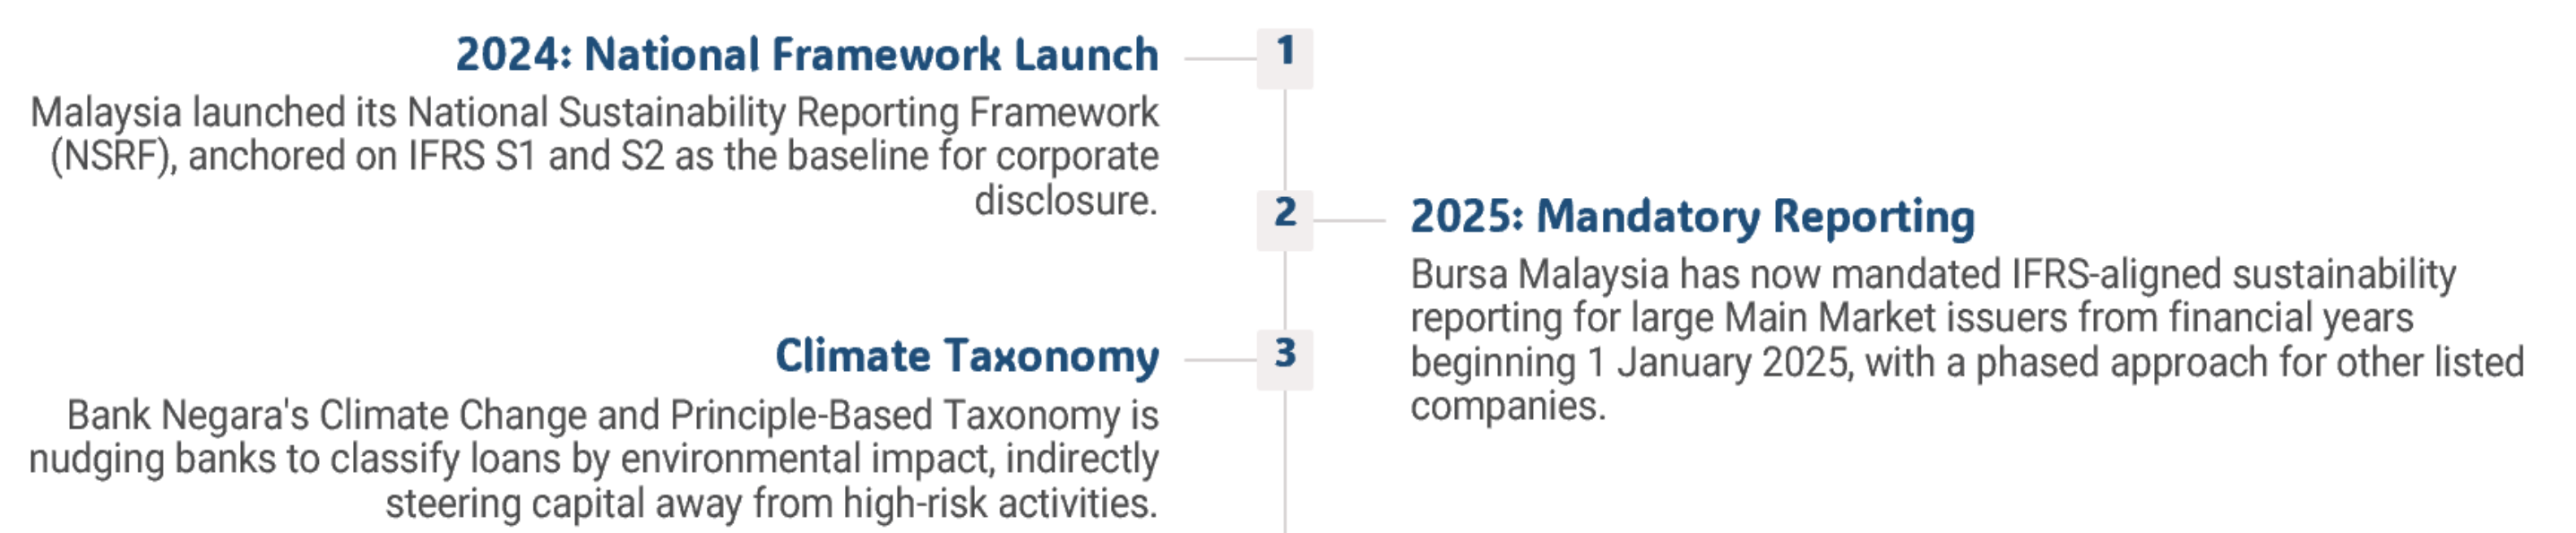 2024: National Framework Launch
Malaysia launched its National Sustainability Reporting Framework
(NSRF), anchored on IFRS S1 and S2 as the baseline for corporate
disclosure.
1
2
2025: Mandatory Reporting
Bursa Malaysia has now mandated IFRS-aligned sustainability
reporting for large Main Market issuers from financial years
beginning 1 January 2025, with a phased approach for other listed
companies.
Climate Taxonomy
3
Bank Negara's Climate Change and Principle-Based Taxonomy is
nudging banks to classify loans by environmental impact, indirectly
steering capital away from high-risk activities.